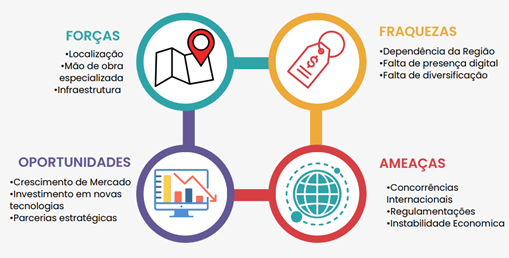 FORÇAS
•Localização
•Mão de obra
especializada
•Infraestrutura
FRAQUEZAS
•Dependência da Região
•Falta de presença digital
•Falta de diversificação
OPORTUNIDADES
•Crescimento de Mercado
•Investimento em novas
tecnologias
•Parcerias estratégicas
AMEAÇAS
•Concorrências
Internacionais
•Regulamentações
•Instabilidade Economica
$